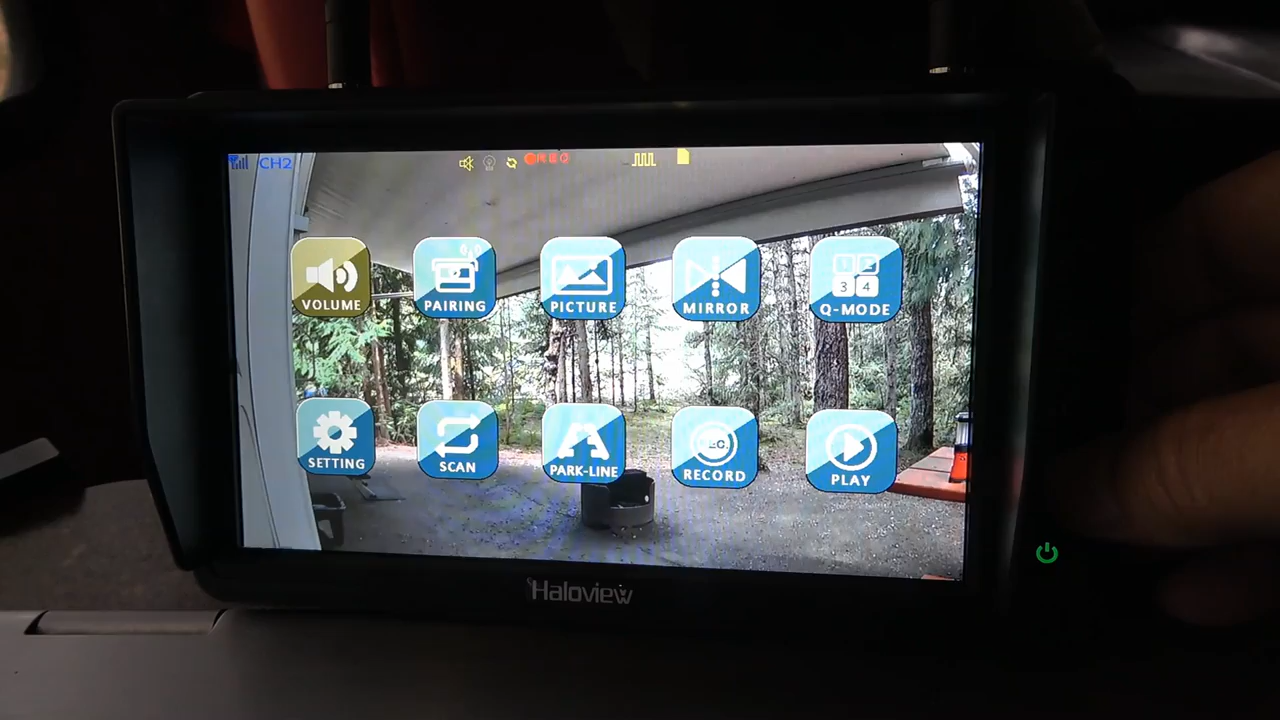 CH2 REC
VOLUME PAIRING PICTURE MIRROR Q-MODE
1 2
3 4
SETTING SCAN PARK-LINE RECORD PLAY
REC.
Haloview